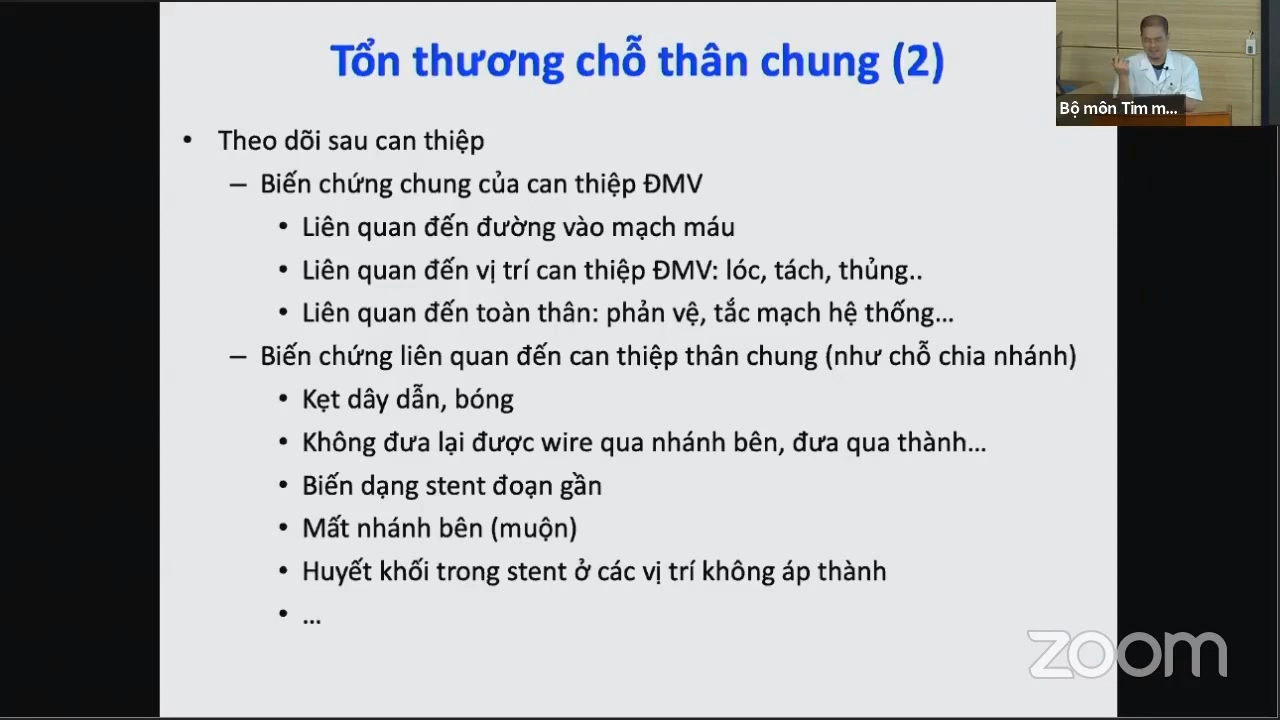 Tổn thương chỗ thân chung (2)
Bộ môn Tim m...
• Theo dõi sau can thiệp
– Biến chứng chung của can thiệp ĐMV
• Liên quan đến đường vào mạch máu
• Liên quan đến vị trí can thiệp ĐMV: lóc, tách, thủng..
• Liên quan đến toàn thân: phản vệ, tắc mạch hệ thống...
– Biến chứng liên quan đến can thiệp thân chung (như chỗ chia nhánh)
• Kẹt dây dẫn, bóng
• Không đưa lại được wire qua nhánh bên, đưa qua thành...
• Biến dạng stent đoạn gần
• Mất nhánh bên (muộn)
• Huyết khối trong stent ở các vị trí không áp thành
• ...
zoom